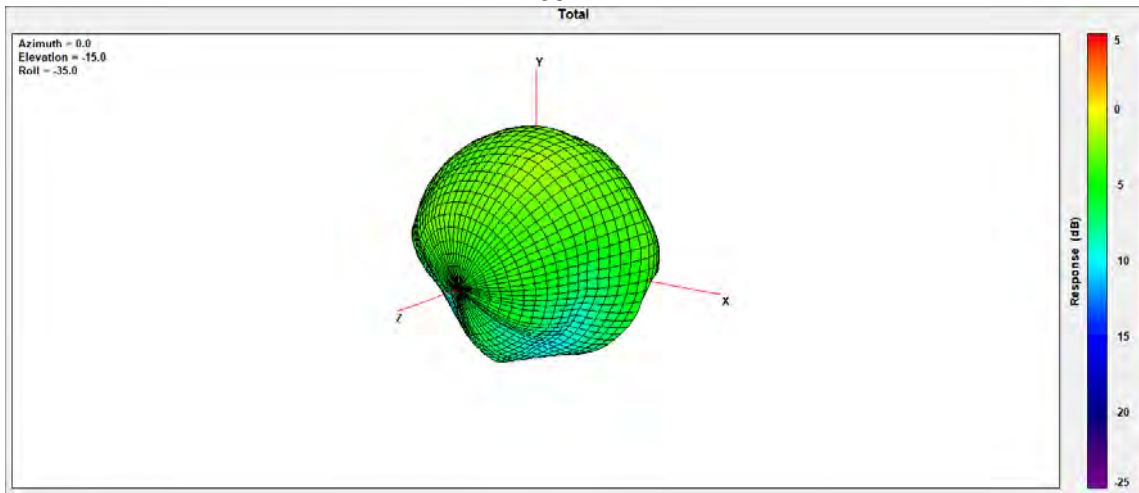 Total
Azimuth = 0.0
Elevation = -15.0
Roll = -35.0
Y
X
Z
5
0
-5
-10
-15
-20
-25
Response (dB)